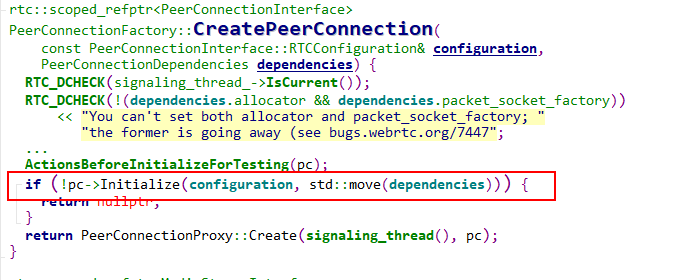 rtc::scoped_refptr<PeerConnectionInterface>
PeerConnectionFactory::CreatePeerConnection(
const PeerConnectionInterface::RTCConfiguration& configuration,
PeerConnectionDependencies dependencies) {
RTC_DCHECK(signaling_thread_->IsCurrent());
RTC_DCHECK(!(dependencies.allocator && dependencies.packet_socket_factory))
<< "You can't set both allocator and packet_socket_factory; "
"the former is going away (see bugs.webrtc.org/7447";
...
ActionsBeforeInitializeForTesting(pc);
if (!pc->Initialize(configuration, std::move(dependencies))) {
return nullptr;
}
return PeerConnectionProxy::Create(signaling_thread(), pc);
}